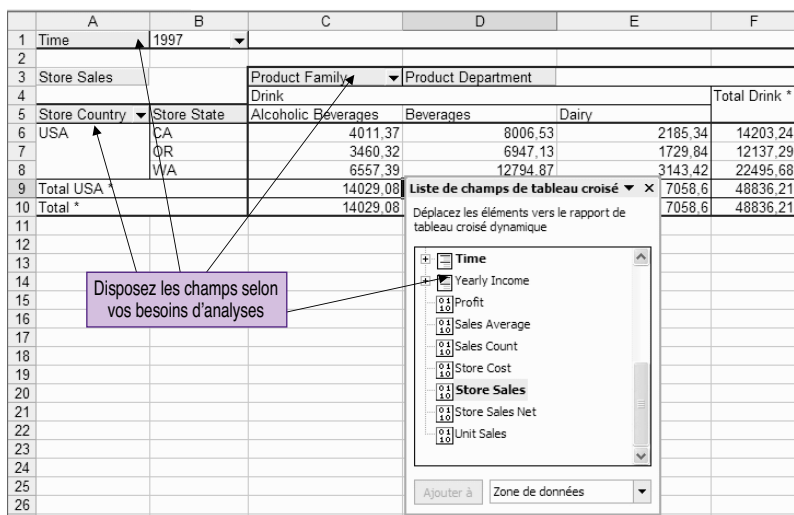 A B C D E F
1 Time 1997
2
3 Store Sales Product Family Product Department
4 Drink Total Drink *
5 Store Country Store State Alcoholic Beverages Beverages Dairy
6 USA CA 4011,37 8006,53 2185,34 14203,24
7 OR 3460,32 6947,13 1729,84 12137,29
8 WA 6557,39 12794,87 3143,42 22495,68
9 Total USA * 14029,08 7058,6 48836,21
10 Total * 14029,08 7058,6 48836,21
11
12
13
14
15
16
17
18
19
20
21
22
23
24
25
26
Liste de champs de tableau croisé
Déplacez les éléments vers le rapport de
tableau croisé dynamique
Time
Yearly Income
Profit
Sales Average
Sales Count
Store Cost
Store Sales
Store Sales Net
Unit Sales
Ajouter à Zone de données
Disposez les champs selon
vos besoins d'analyses